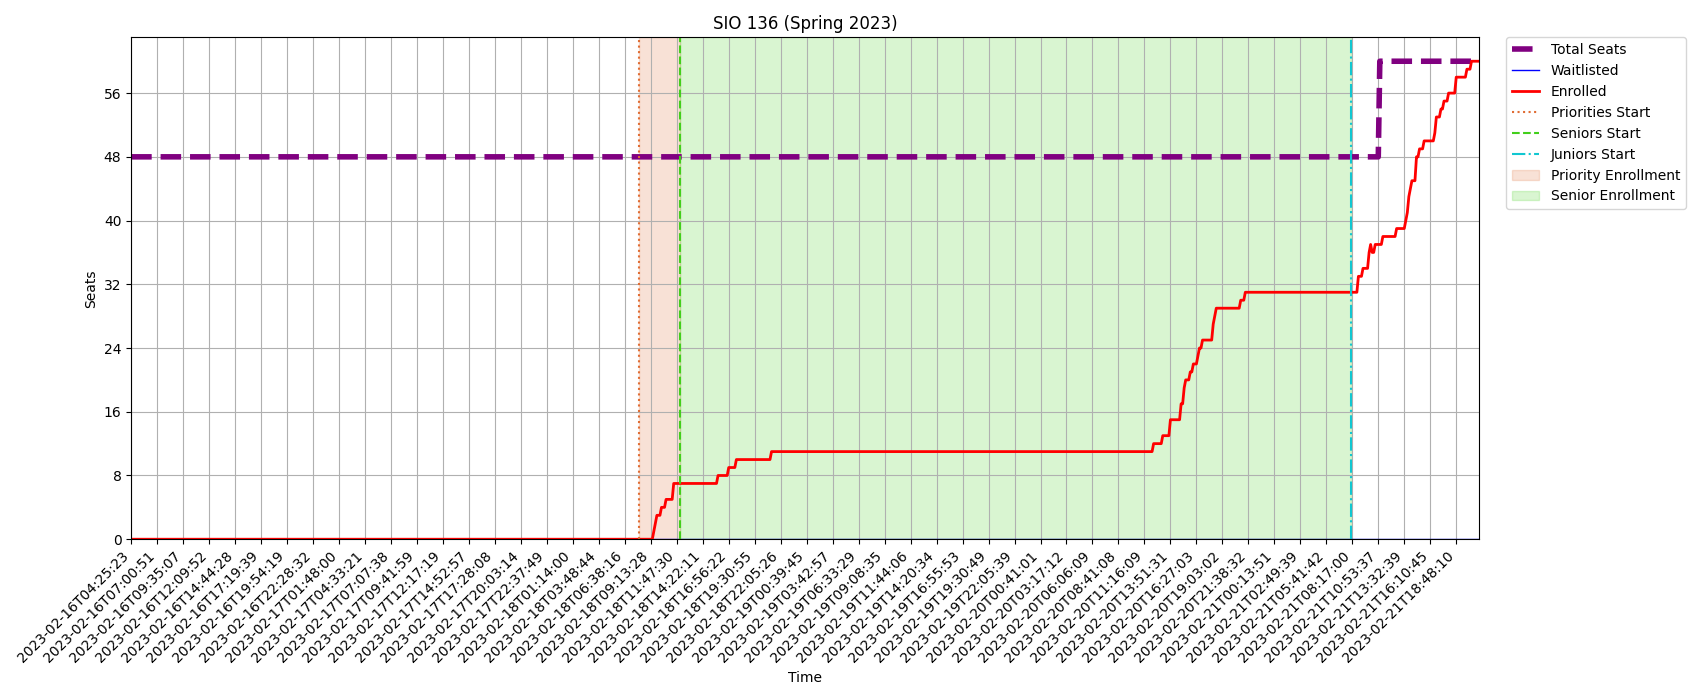 SIO 136 (Spring 2023)
Total Seats
Waitlisted
Enrolled
Priorities Start
Seniors Start
Juniors Start
Priority Enrollment
Senior Enrollment
Seats
56
48
40
32
24
16
8
0
2023-02-16T04:25:23
2023-02-16T07:00:51
2023-02-16T09:35:07
2023-02-16T12:09:52
2023-02-16T14:44:28
2023-02-16T17:19:39
2023-02-16T19:54:19
2023-02-16T22:28:32
2023-02-17T01:48:00
2023-02-17T04:33:21
2023-02-17T07:07:38
2023-02-17T09:41:59
2023-02-17T12:17:19
2023-02-17T14:52:57
2023-02-17T17:28:08
2023-02-17T20:03:14
2023-02-17T22:37:49
2023-02-18T01:14:00
2023-02-18T03:48:44
2023-02-18T06:38:16
2023-02-18T09:13:28
2023-02-18T11:47:30
2023-02-18T14:22:11
2023-02-18T16:56:22
2023-02-18T19:30:55
2023-02-18T22:05:26
2023-02-19T00:39:45
2023-02-19T03:42:57
2023-02-19T06:33:29
2023-02-19T09:08:35
2023-02-19T11:44:06
2023-02-19T14:20:34
2023-02-19T16:55:53
2023-02-19T19:30:49
2023-02-19T22:05:39
2023-02-20T00:41:01
2023-02-20T03:17:12
2023-02-20T06:06:09
2023-02-20T08:41:08
2023-02-20T11:16:09
2023-02-20T13:51:31
2023-02-20T16:27:03
2023-02-20T19:03:02
2023-02-20T21:38:32
2023-02-21T00:13:51
2023-02-21T02:49:39
2023-02-21T05:41:42
2023-02-21T08:17:00
2023-02-21T10:53:37
2023-02-21T13:32:39
2023-02-21T16:10:45
2023-02-21T18:48:10
Time